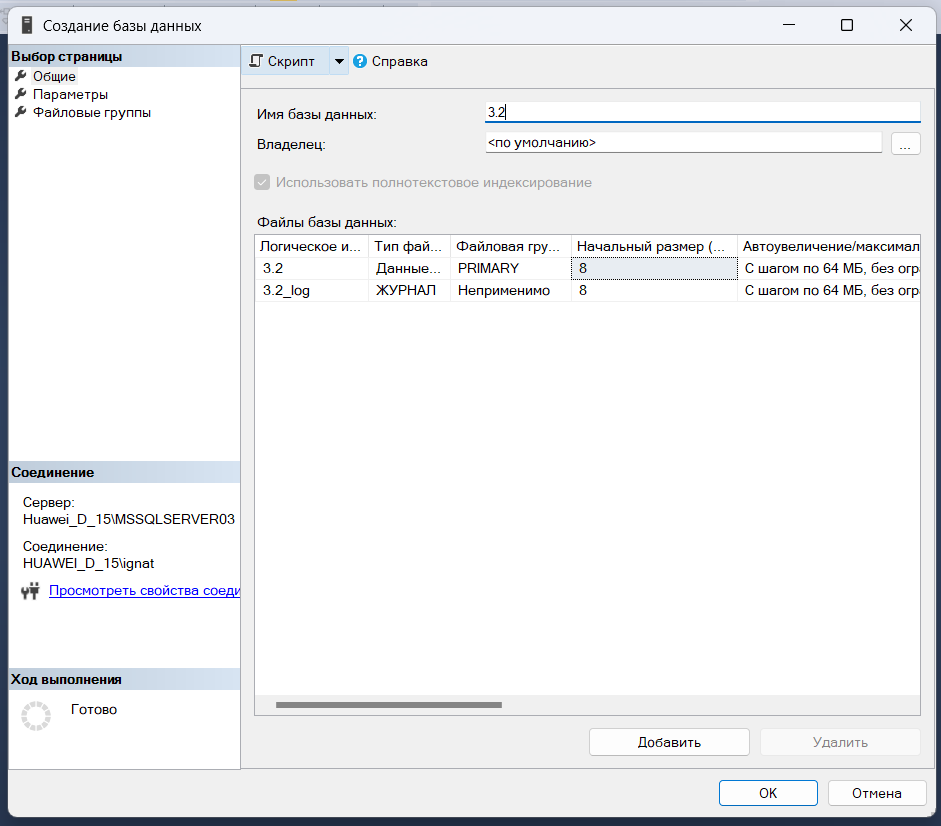 Создание базы данных
Выбор страницы
Общие
Параметры
Файловые группы
Скрипт
Справка
Имя базы данных:
3.2
Владелец:
<по умолчанию>
...
Использовать полнотекстовое индексирование
Файлы базы данных:
Логическое и... Тип фай... Файловая гру... Начальный размер (... Автоувеличение/максимал
3.2 Данные... PRIMARY 8 С шагом по 64 МБ, без огра
3.2_log ЖУРНАЛ Неприменимо 8 С шагом по 64 МБ, без огра
Соединение
Сервер:
Huawei_D_15\MSSQLSERVER03
Соединение:
HUAWEI_D_15\ignat
Просмотреть свойства соеди
Ход выполнения
Готово
Добавить
Удалить
OK
Отмена